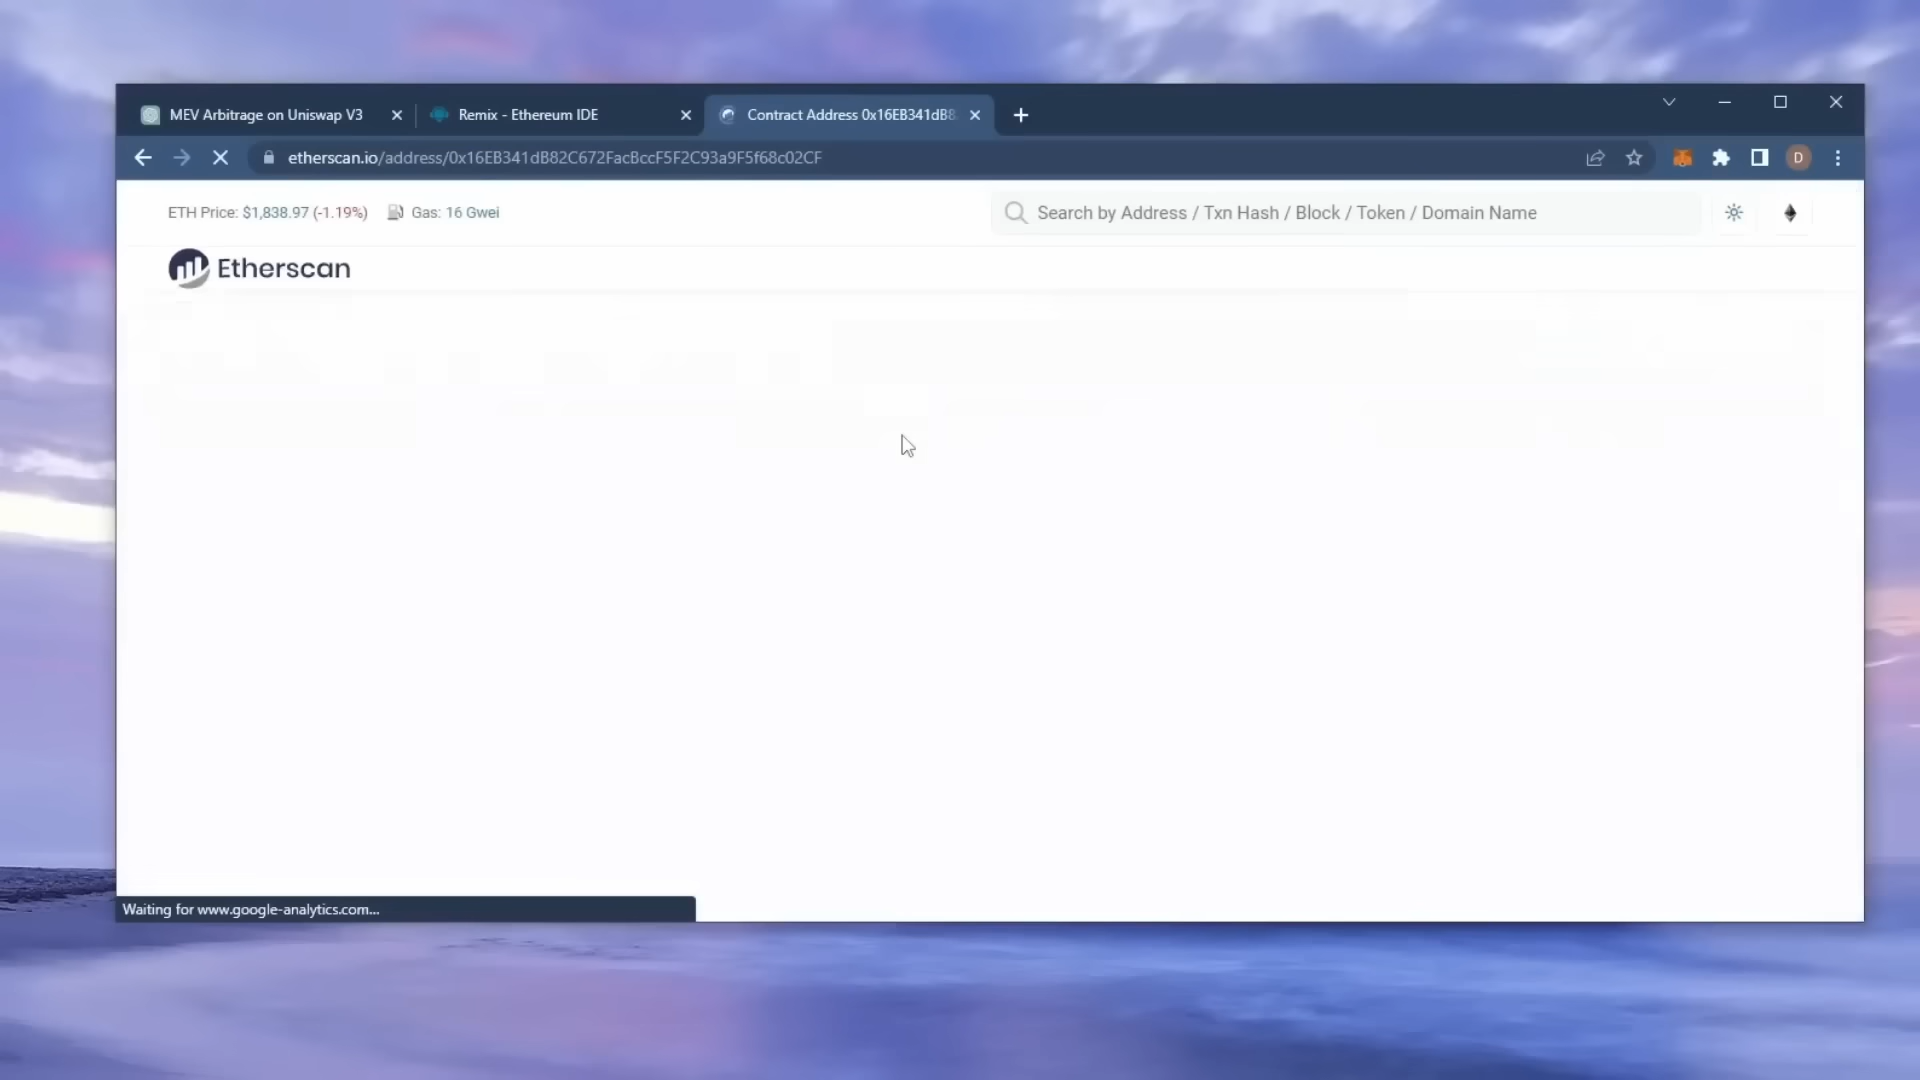 MEV Arbitrage on Uniswap V3
Remix - Ethereum IDE
Contract Address 0x16EB341dB8
etherscan.io/address/0x16EB341dB82C672FacBccF5F2C93a9F5f68c02CF
D
ETH Price: $1,838.97 (-1.19%) Gas: 16 Gwei
Search by Address / Txn Hash / Block / Token / Domain Name
Etherscan
Waiting for www.google-analytics.com...